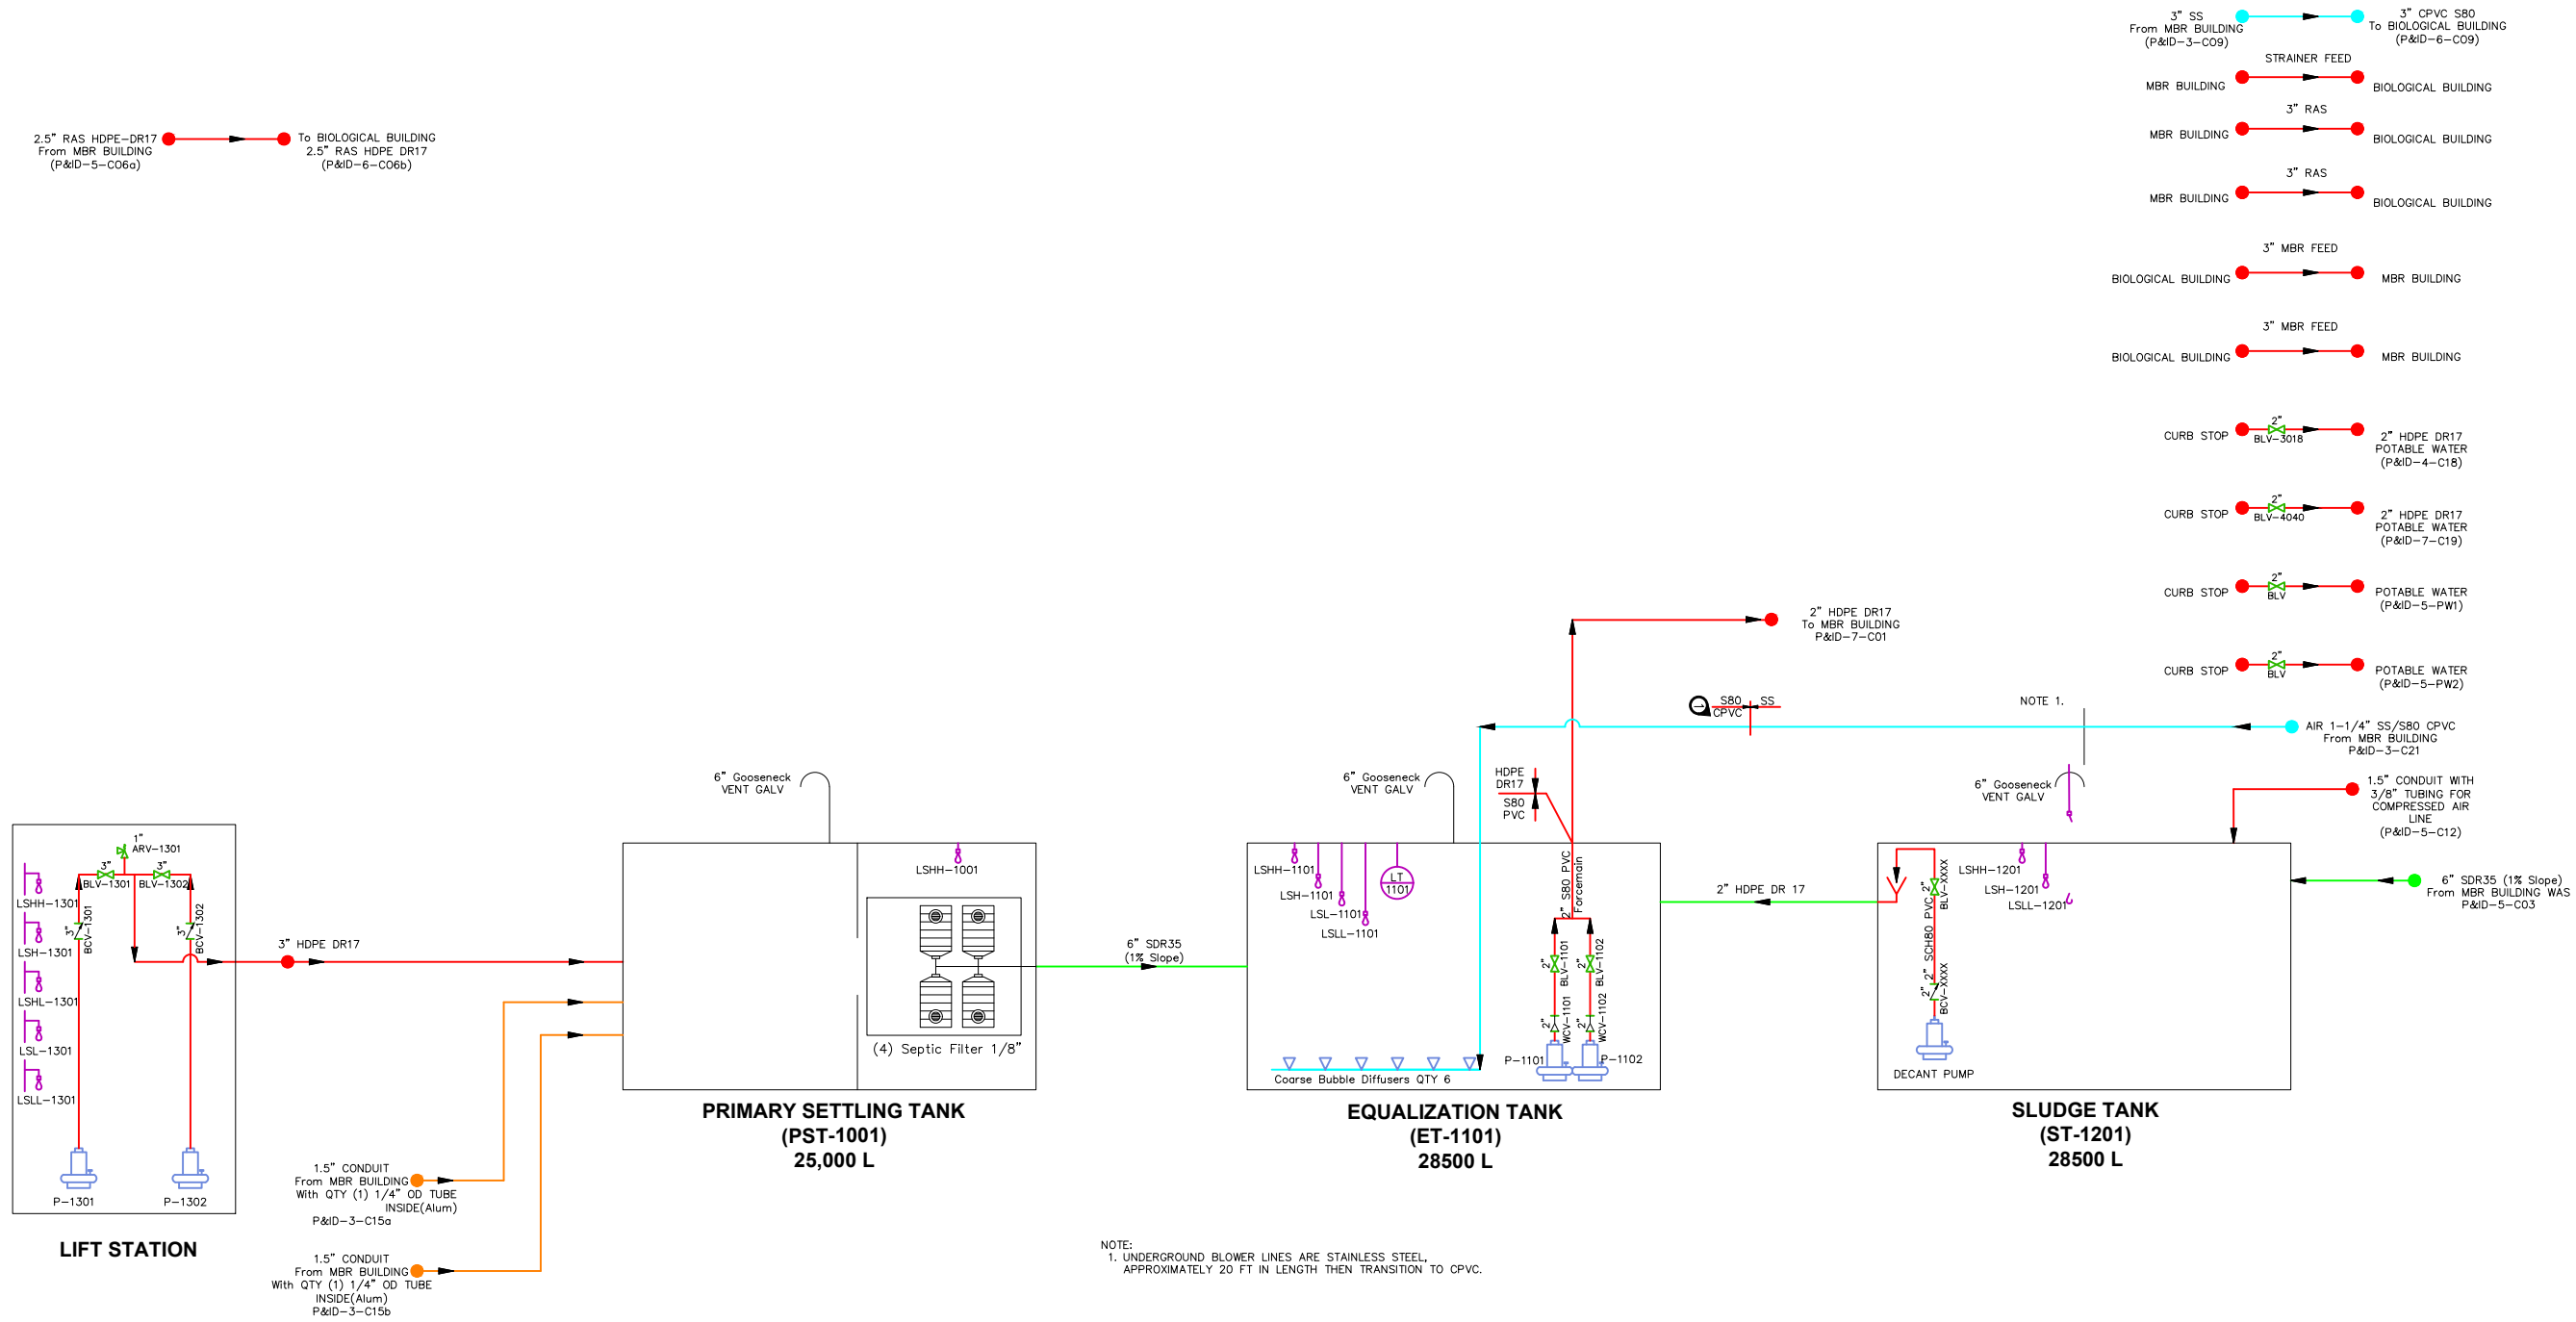 3" SS
From MBR BUILDING
(P&ID-3-C09)
3" CPVC S80
To BIOLOGICAL BUILDING
(P&ID-6-C09)
STRAINER FEED
MBR BUILDING
BIOLOGICAL BUILDING
3" RAS
MBR BUILDING
BIOLOGICAL BUILDING
3" RAS
MBR BUILDING
BIOLOGICAL BUILDING
3" MBR FEED
BIOLOGICAL BUILDING
MBR BUILDING
3" MBR FEED
BIOLOGICAL BUILDING
MBR BUILDING
2.5" RAS HDPE-DR17
From MBR BUILDING
(P&ID-5-C06a)
To BIOLOGICAL BUILDING
2.5" RAS HDPE DR17
(P&ID-6-C06b)
CURB STOP
2"
BLV-3018
2" HDPE DR17
POTABLE WATER
(P&ID-4-C18)
CURB STOP
2"
BLV-4040
2" HDPE DR17
POTABLE WATER
(P&ID-7-C19)
CURB STOP
2"
BLV
POTABLE WATER
(P&ID-5-PW1)
CURB STOP
2"
BLV
POTABLE WATER
(P&ID-5-PW2)
2" HDPE DR17
To MBR BUILDING
P&ID-7-C01
1
S80
CPVC
SS
NOTE 1.
AIR 1-1/4" SS/S80 CPVC
From MBR BUILDING
P&ID-3-C21
1.5" CONDUIT WITH
3/8" TUBING FOR
COMPRESSED AIR
LINE
(P&ID-5-C12)
6" SDR35 (1% Slope)
From MBR BUILDING WAS
P&ID-5-C03
1"
ARV-1301
3"
BLV-1301
3"
BLV-1302
3"
BCV-1301
3"
BCV-1302
LSHH-1301
LSH-1301
LSHL-1301
LSL-1301
LSLL-1301
P-1301
P-1302
LIFT STATION
3" HDPE DR17
1.5" CONDUIT
From MBR BUILDING
With QTY (1) 1/4" OD TUBE
INSIDE(Alum)
P&ID-3-C15a
1.5" CONDUIT
From MBR BUILDING
With QTY (1) 1/4" OD TUBE
INSIDE(Alum)
P&ID-3-C15b
6" Gooseneck
VENT GALV
LSHH-1001
(4) Septic Filter 1/8"
PRIMARY SETTLING TANK
(PST-1001)
25,000 L
6" SDR35
(1% Slope)
6" Gooseneck
VENT GALV
HDPE
DR17
S80
PVC
LSHH-1101
LSH-1101
LSL-1101
LSLL-1101
LT
1101
2" S80 PVC
Forcemain
2"
BLV-1101
2"
BLV-1102
2"
WCV-1101
2"
WCV-1102
P-1101
P-1102
Coarse Bubble Diffusers QTY 6
EQUALIZATION TANK
(ET-1101)
28500 L
2" HDPE DR 17
6" Gooseneck
VENT GALV
2"
BLV-XXXX
2" SCH80 PVC
2"
BCV-XXXX
LSHH-1201
LSH-1201
LSLL-1201
DECANT PUMP
SLUDGE TANK
(ST-1201)
28500 L
NOTE:
1. UNDERGROUND BLOWER LINES ARE STAINLESS STEEL,
APPROXIMATELY 20 FT IN LENGTH THEN TRANSITION TO CPVC.